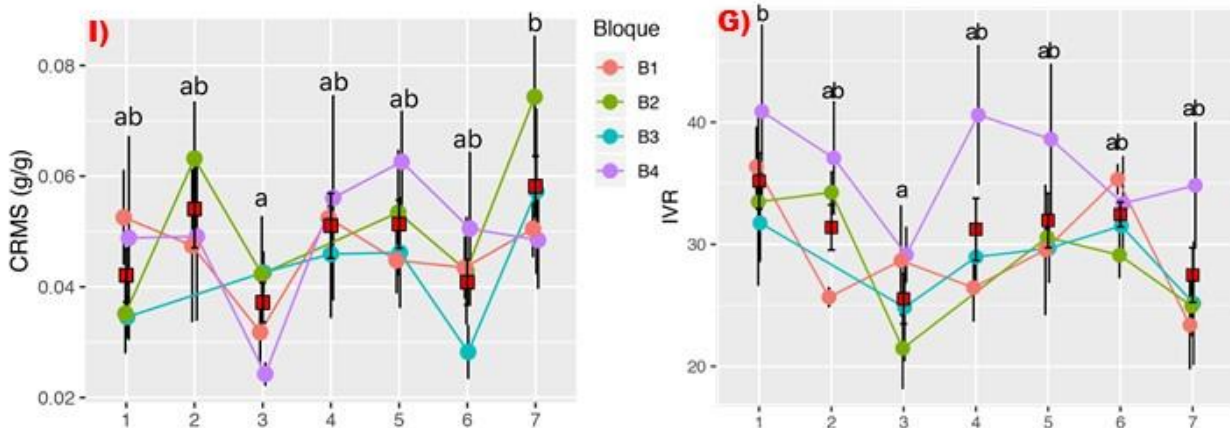 I)
CRMS (g/g)
0.08
0.06
0.04
0.02
ab
ab
a
ab
ab
ab
b
1 2 3 4 5 6 7
Bloque
B1
B2
B3
B4
G)
IVR
40
30
20
b
ab
a
ab
ab
ab
ab
1 2 3 4 5 6 7